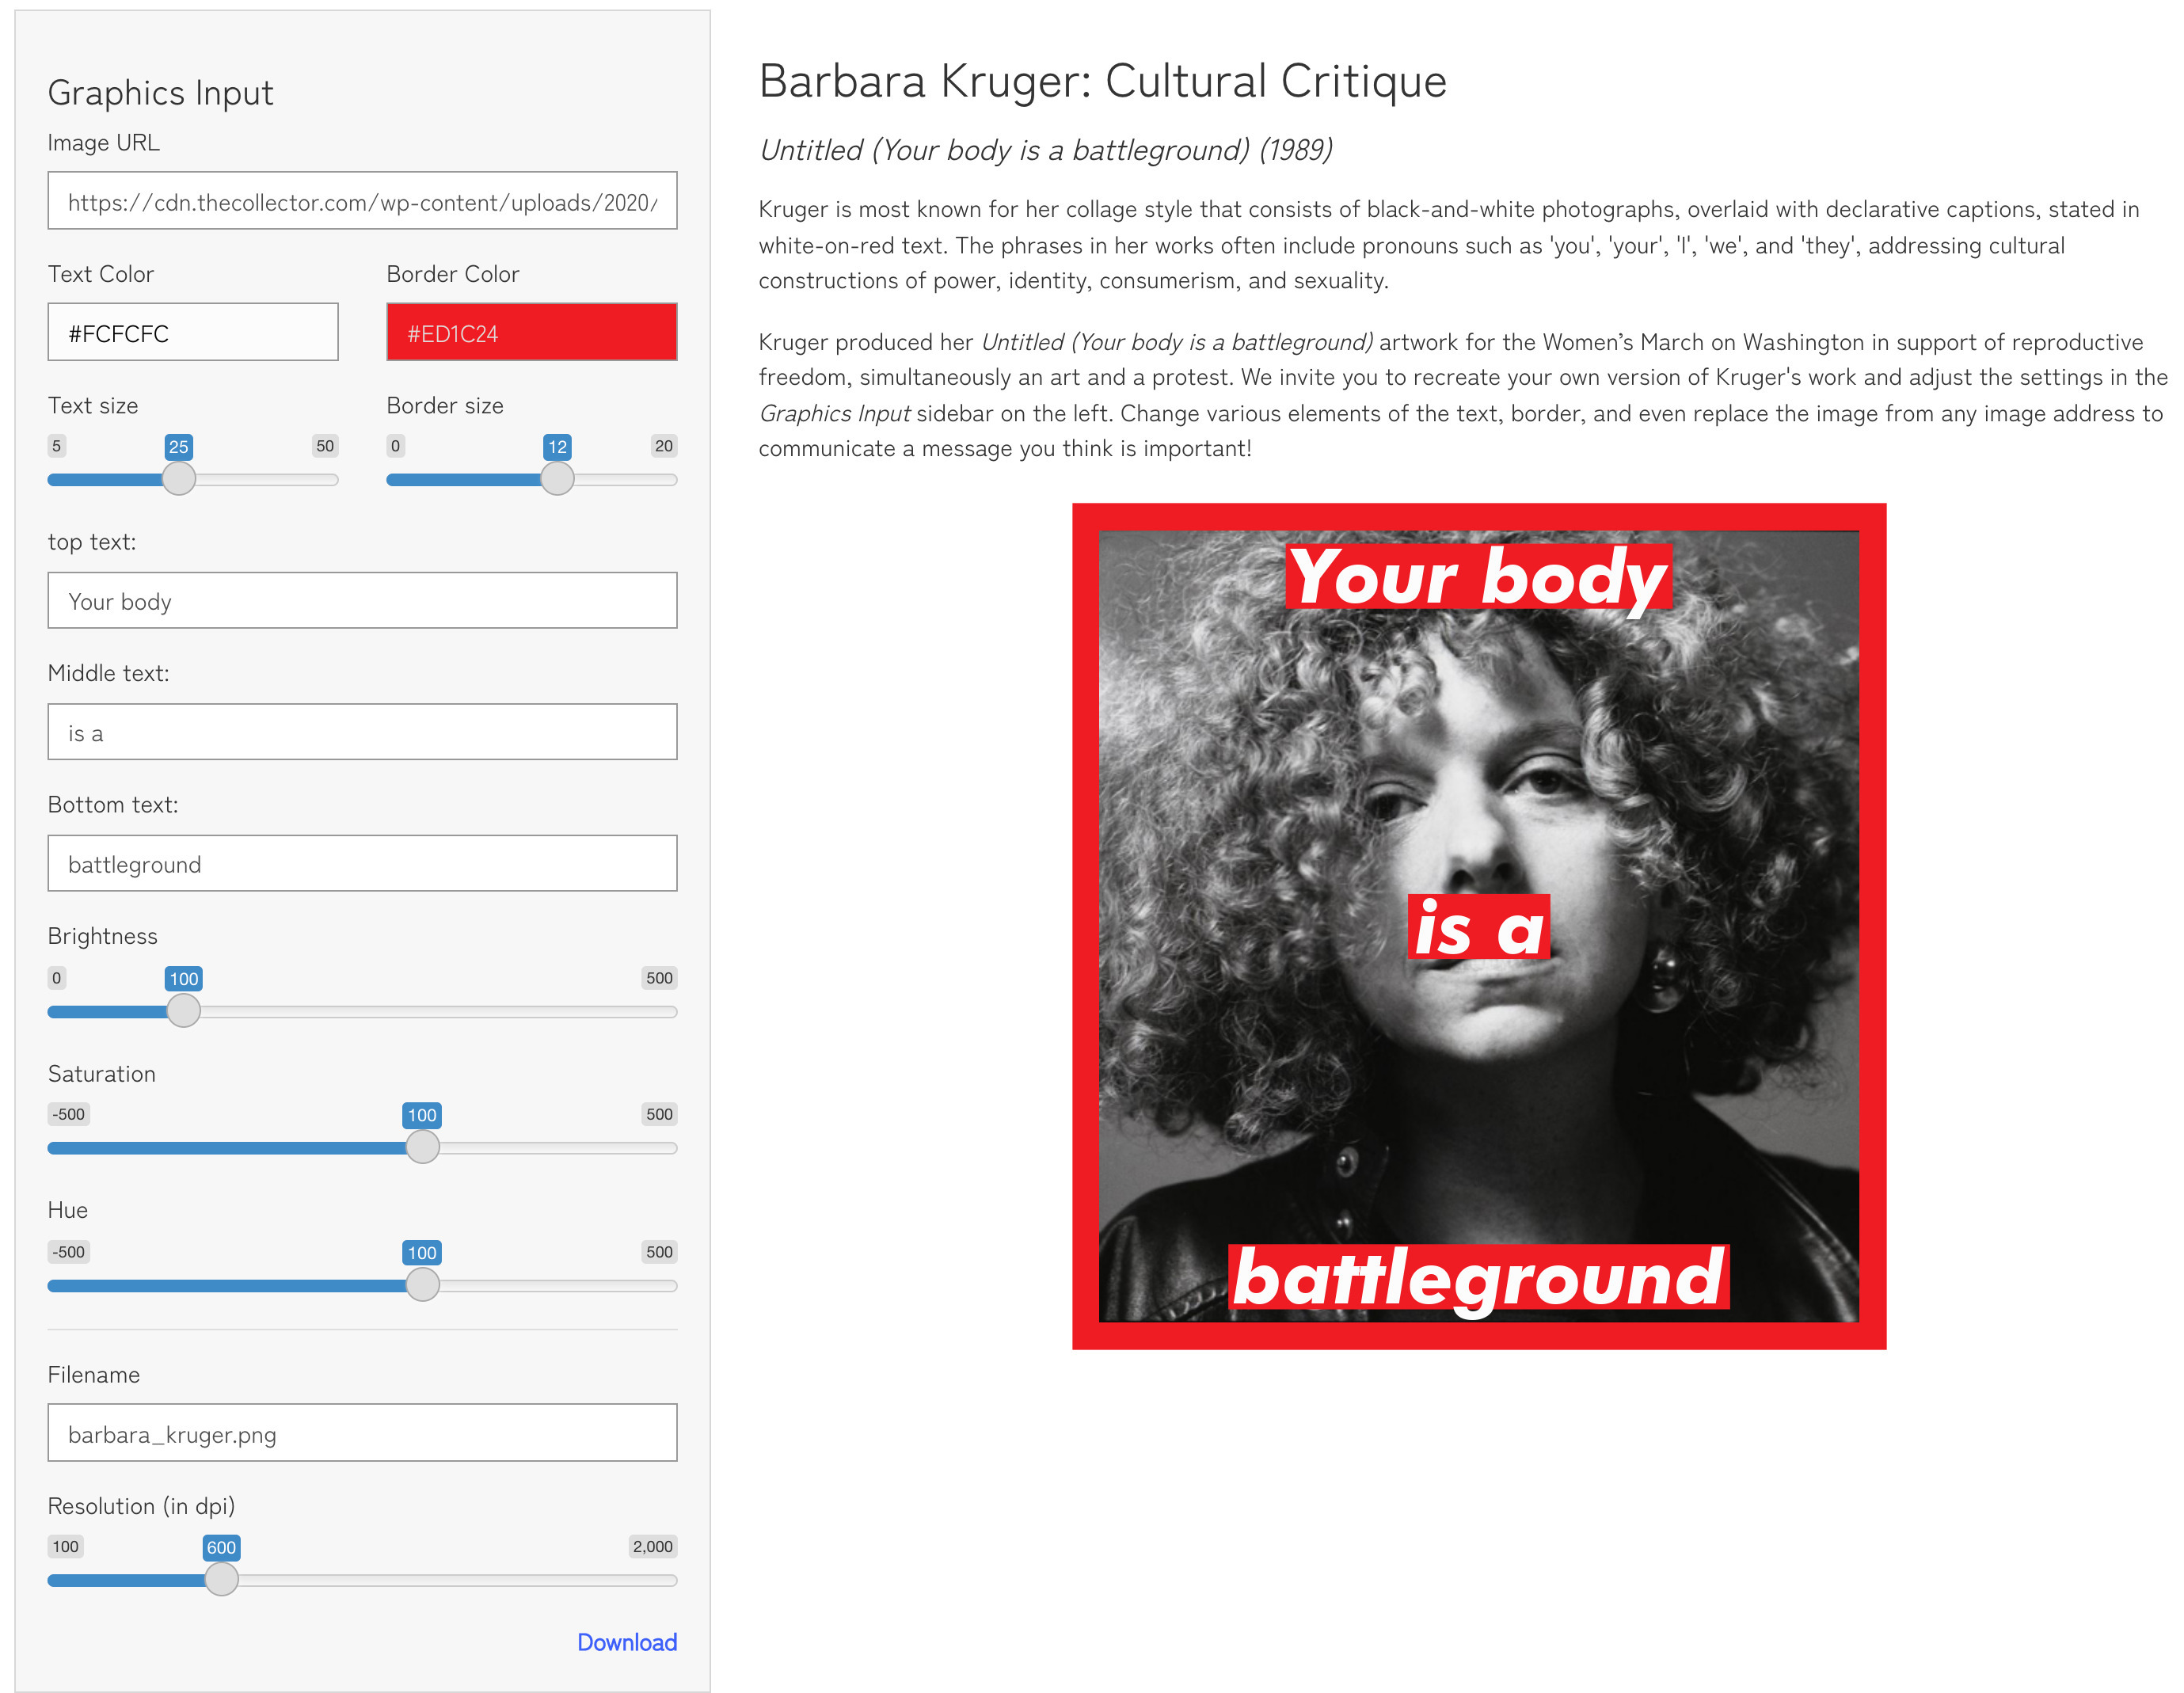 Graphics Input
Image URL
https://cdn.thecollector.com/wp-content/uploads/2020/
Text Color
Border Color
#FCFCFC
#ED1C24
Text size
Border size
5 25 50
0 12 20
top text:
Your body
Middle text:
is a
Bottom text:
battleground
Brightness
0 100 500
Saturation
-500 100 500
Hue
-500 100 500
Filename
barbara_kruger.png
Resolution (in dpi)
100 600 2,000
Download
Barbara Kruger: Cultural Critique
Untitled (Your body is a battleground) (1989)
Kruger is most known for her collage style that consists of black-and-white photographs, overlaid with declarative captions, stated in
white-on-red text. The phrases in her works often include pronouns such as 'you', 'your', 'I', 'we', and 'they', addressing cultural
constructions of power, identity, consumerism, and sexuality.
Kruger produced her Untitled (Your body is a battleground) artwork for the Women’s March on Washington in support of reproductive
freedom, simultaneously an art and a protest. We invite you to recreate your own version of Kruger's work and adjust the settings in the
Graphics Input sidebar on the left. Change various elements of the text, border, and even replace the image from any image address to
communicate a message you think is important!
Your body
is a
battleground